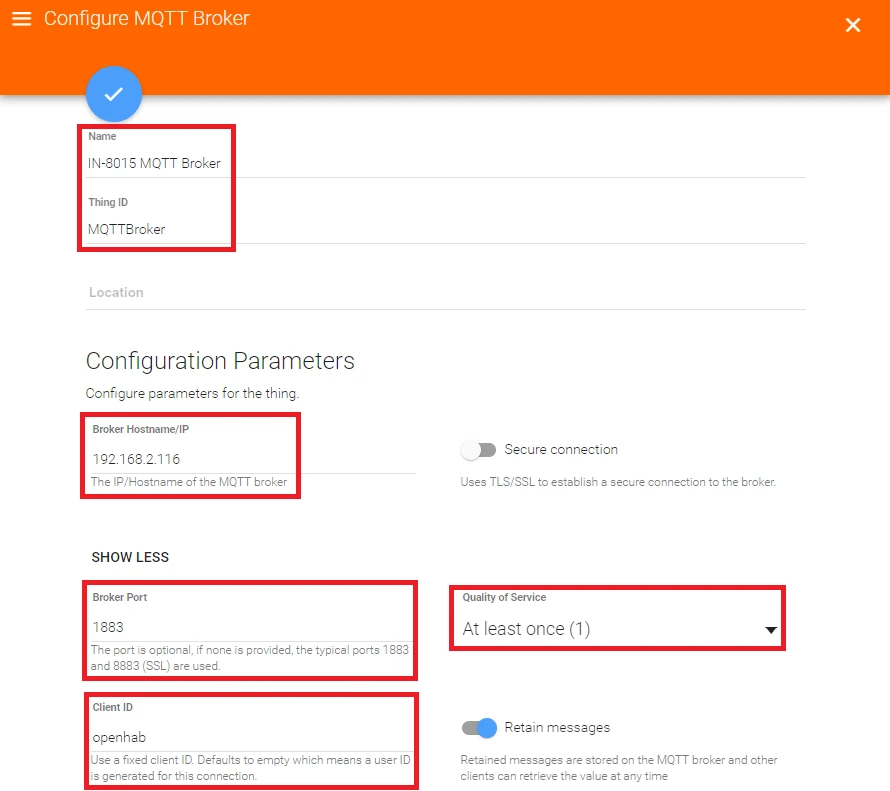 Configure MQTT Broker
Name
IN-8015 MQTT Broker
Thing ID
MQTTBroker
Location
Configuration Parameters
Configure parameters for the thing.
Broker Hostname/IP
192.168.2.116
The IP/Hostname of the MQTT broker
Secure connection
Uses TLS/SSL to establish a secure connection to the broker.
SHOW LESS
Broker Port
1883
The port is optional, if none is provided, the typical ports 1883
and 8883 (SSL) are used.
Quality of Service
At least once (1)
Client ID
openhab
Use a fixed client ID. Defaults to empty which means a user ID
is generated for this connection.
Retain messages
Retained messages are stored on the MQTT broker and other
clients can retrieve the value at any time